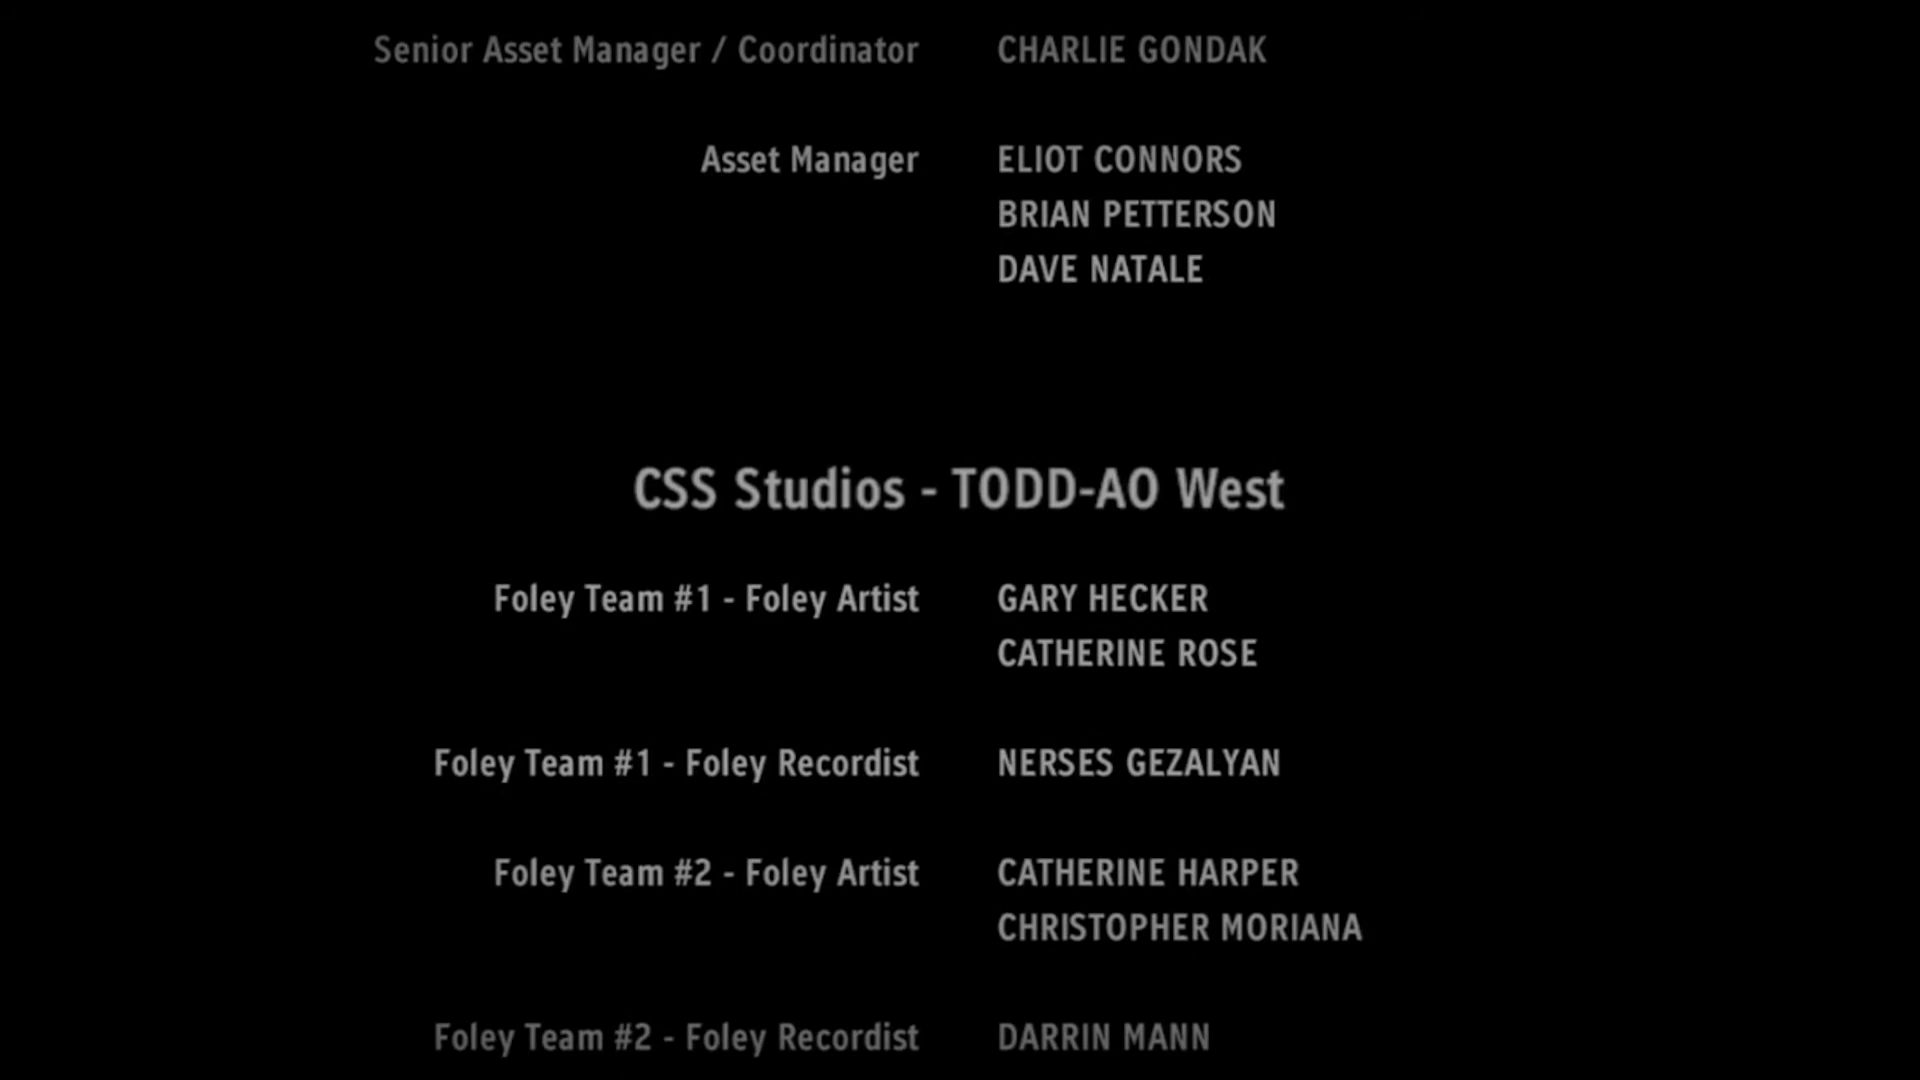 Senior Asset Manager / Coordinator CHARLIE GONDAK
Asset Manager ELIOT CONNORS
BRIAN PETTERSON
DAVE NATALE
CSS Studios - TODD-AO West
Foley Team #1 - Foley Artist GARY HECKER
CATHERINE ROSE
Foley Team #1 - Foley Recordist NERSES GEZALYAN
Foley Team #2 - Foley Artist CATHERINE HARPER
CHRISTOPHER MORIANA
Foley Team #2 - Foley Recordist DARRIN MANN